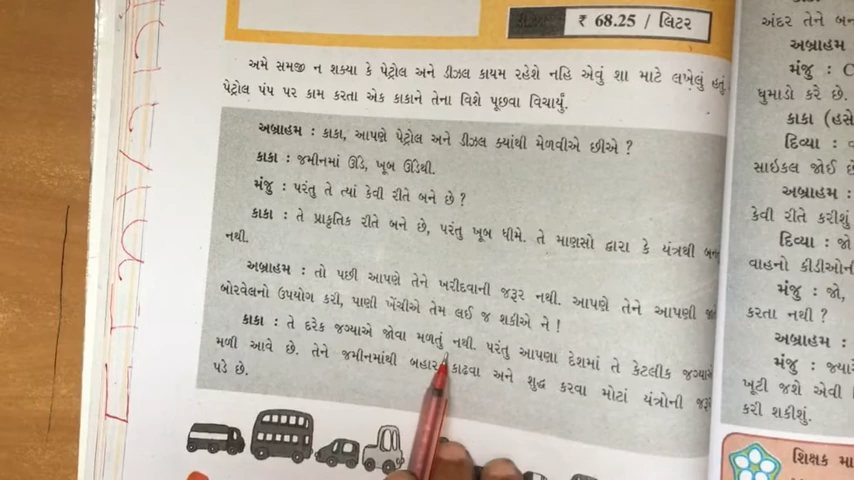 ₹ 68.25 / લિટર
અમે સમજી ન શક્યા કે પેટ્રોલ અને ડીઝલ કાયમ રહેશે નહિ એવું શા માટે લખેલું હતું.
પેટ્રોલ પંપ પર કામ કરતા એક કાકાને તેના વિશે પૂછવા વિચાર્યું.
અબ્રાહમ : કાકા, આપણે પેટ્રોલ અને ડીઝલ ક્યાંથી મેળવીએ છીએ ?
કાકા : જમીનમાં ઊંડે, ખૂબ ઊંડેથી.
મંજુ : પરંતુ તે ત્યાં કેવી રીતે બને છે ?
કાકા : તે પ્રાકૃતિક રીતે બને છે, પરંતુ ખૂબ ધીમે. તે માણસો દ્વારા કે યંત્રથી
નથી.
અબ્રાહમ : તો પછી આપણે તેને ખરીદવાની જરૂર નથી. આપણે તેને આપણી
બોરવેલનો ઉપયોગ કરી, પાણી ખેંચીએ તેમ લઈ જ શકીએ ને !
કાકા : તે દરેક જગ્યાએ જોવા મળતું નથી. પરંતુ આપણા દેશમાં તે કેટલીક
મળી આવે છે. તેને જમીનમાંથી બહાર કાઢવા અને શુદ્ધ કરવા મોટાં યંત્રોની
પડે છે.
અંદર તેને
અબ્રાહમ
મંજુ : C
ધુમાડો કરે છે.
કાકા (હસે
દિવ્યા :
સાઇકલ જોઈ
અબ્રાહમ :
કેવી રીતે કરીશું
દિવ્યા : જો
વાહનો કીડીઓની
મંજુ : જો,
કરતા નથી ?
અબ્રાહમ :
મંજુ :
ખૂટી જશે એવી
કરી શકીશું.
શિક્ષક